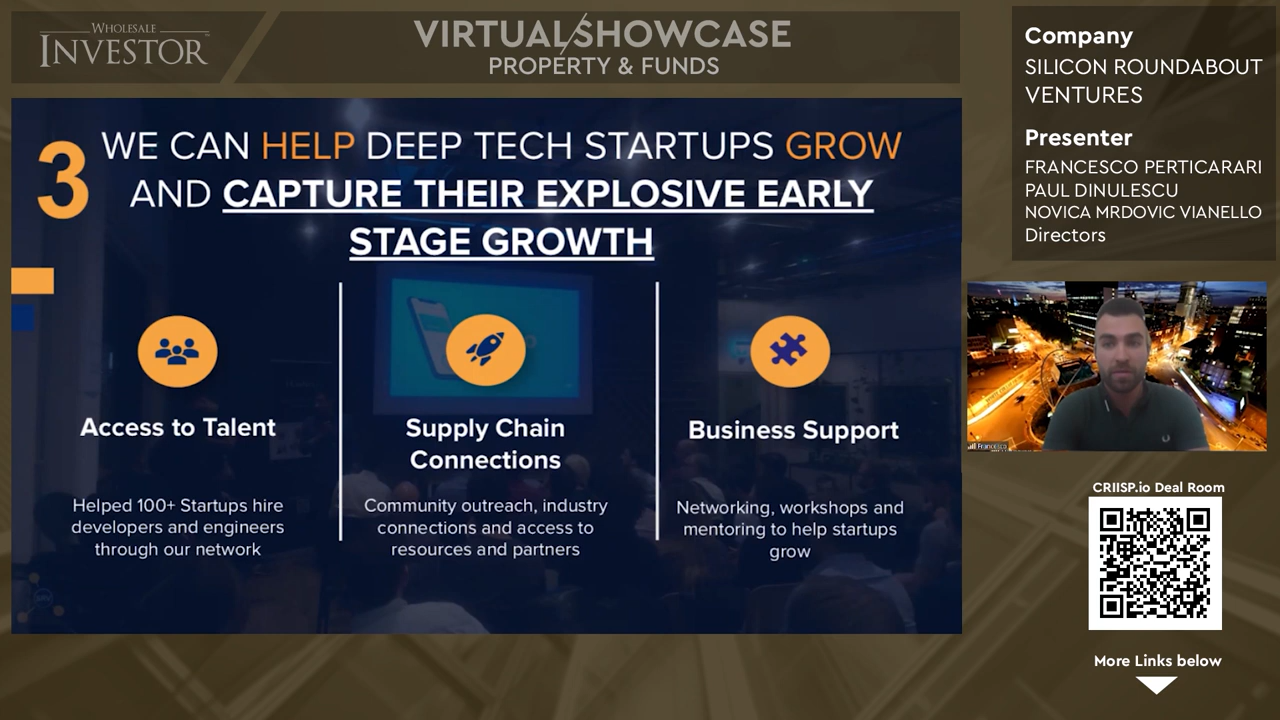 WHOLESALE
INVESTOR
VIRTUAL SHOWCASE
PROPERTY & FUNDS
3
WE CAN HELP DEEP TECH STARTUPS GROW
AND CAPTURE THEIR EXPLOSIVE EARLY
STAGE GROWTH
Access to Talent
Helped 100+ Startups hire
developers and engineers
through our network
Supply Chain
Connections
Community outreach, industry
connections and access to
resources and partners
Business Support
Networking, workshops and
mentoring to help startups
grow
Company
SILICON ROUNDABOUT
VENTURES
Presenter
FRANCESCO PERTICARARI
PAUL DINULESCU
NOVICA MRDOVIC VIANELLO
Directors
Francesco
CRIISP.io Deal Room
More Links below